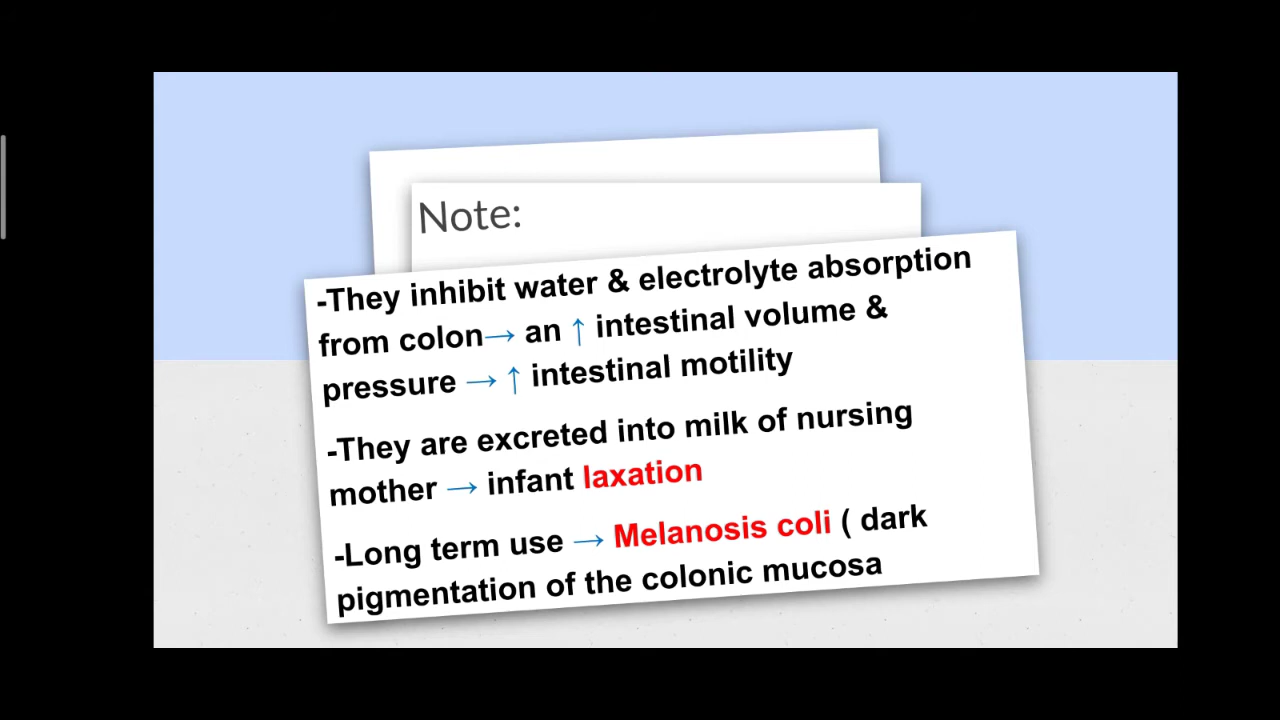 Note:
-They inhibit water & electrolyte absorption
from colon→ an ↑ intestinal volume &
pressure → ↑ intestinal motility
-They are excreted into milk of nursing
mother → infant laxation
-Long term use → Melanosis coli ( dark
pigmentation of the colonic mucosa